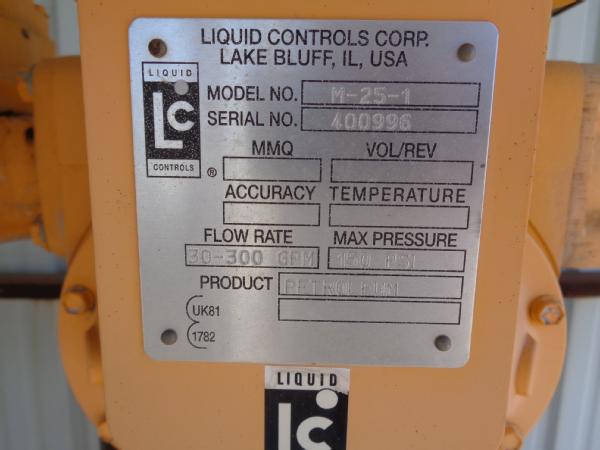 LIQUID CONTROLS CORP.
LAKE BLUFF, IL, USA
LIQUID
Lc
CONTROLS
®
MODEL NO. M-25-1
SERIAL NO. 400996
MMQ VOL/REV
ACCURACY TEMPERATURE
FLOW RATE MAX PRESSURE
30-300 GPM 150 PSI
PRODUCT PETROLEUM
UK81
1782
LIQUID
lc